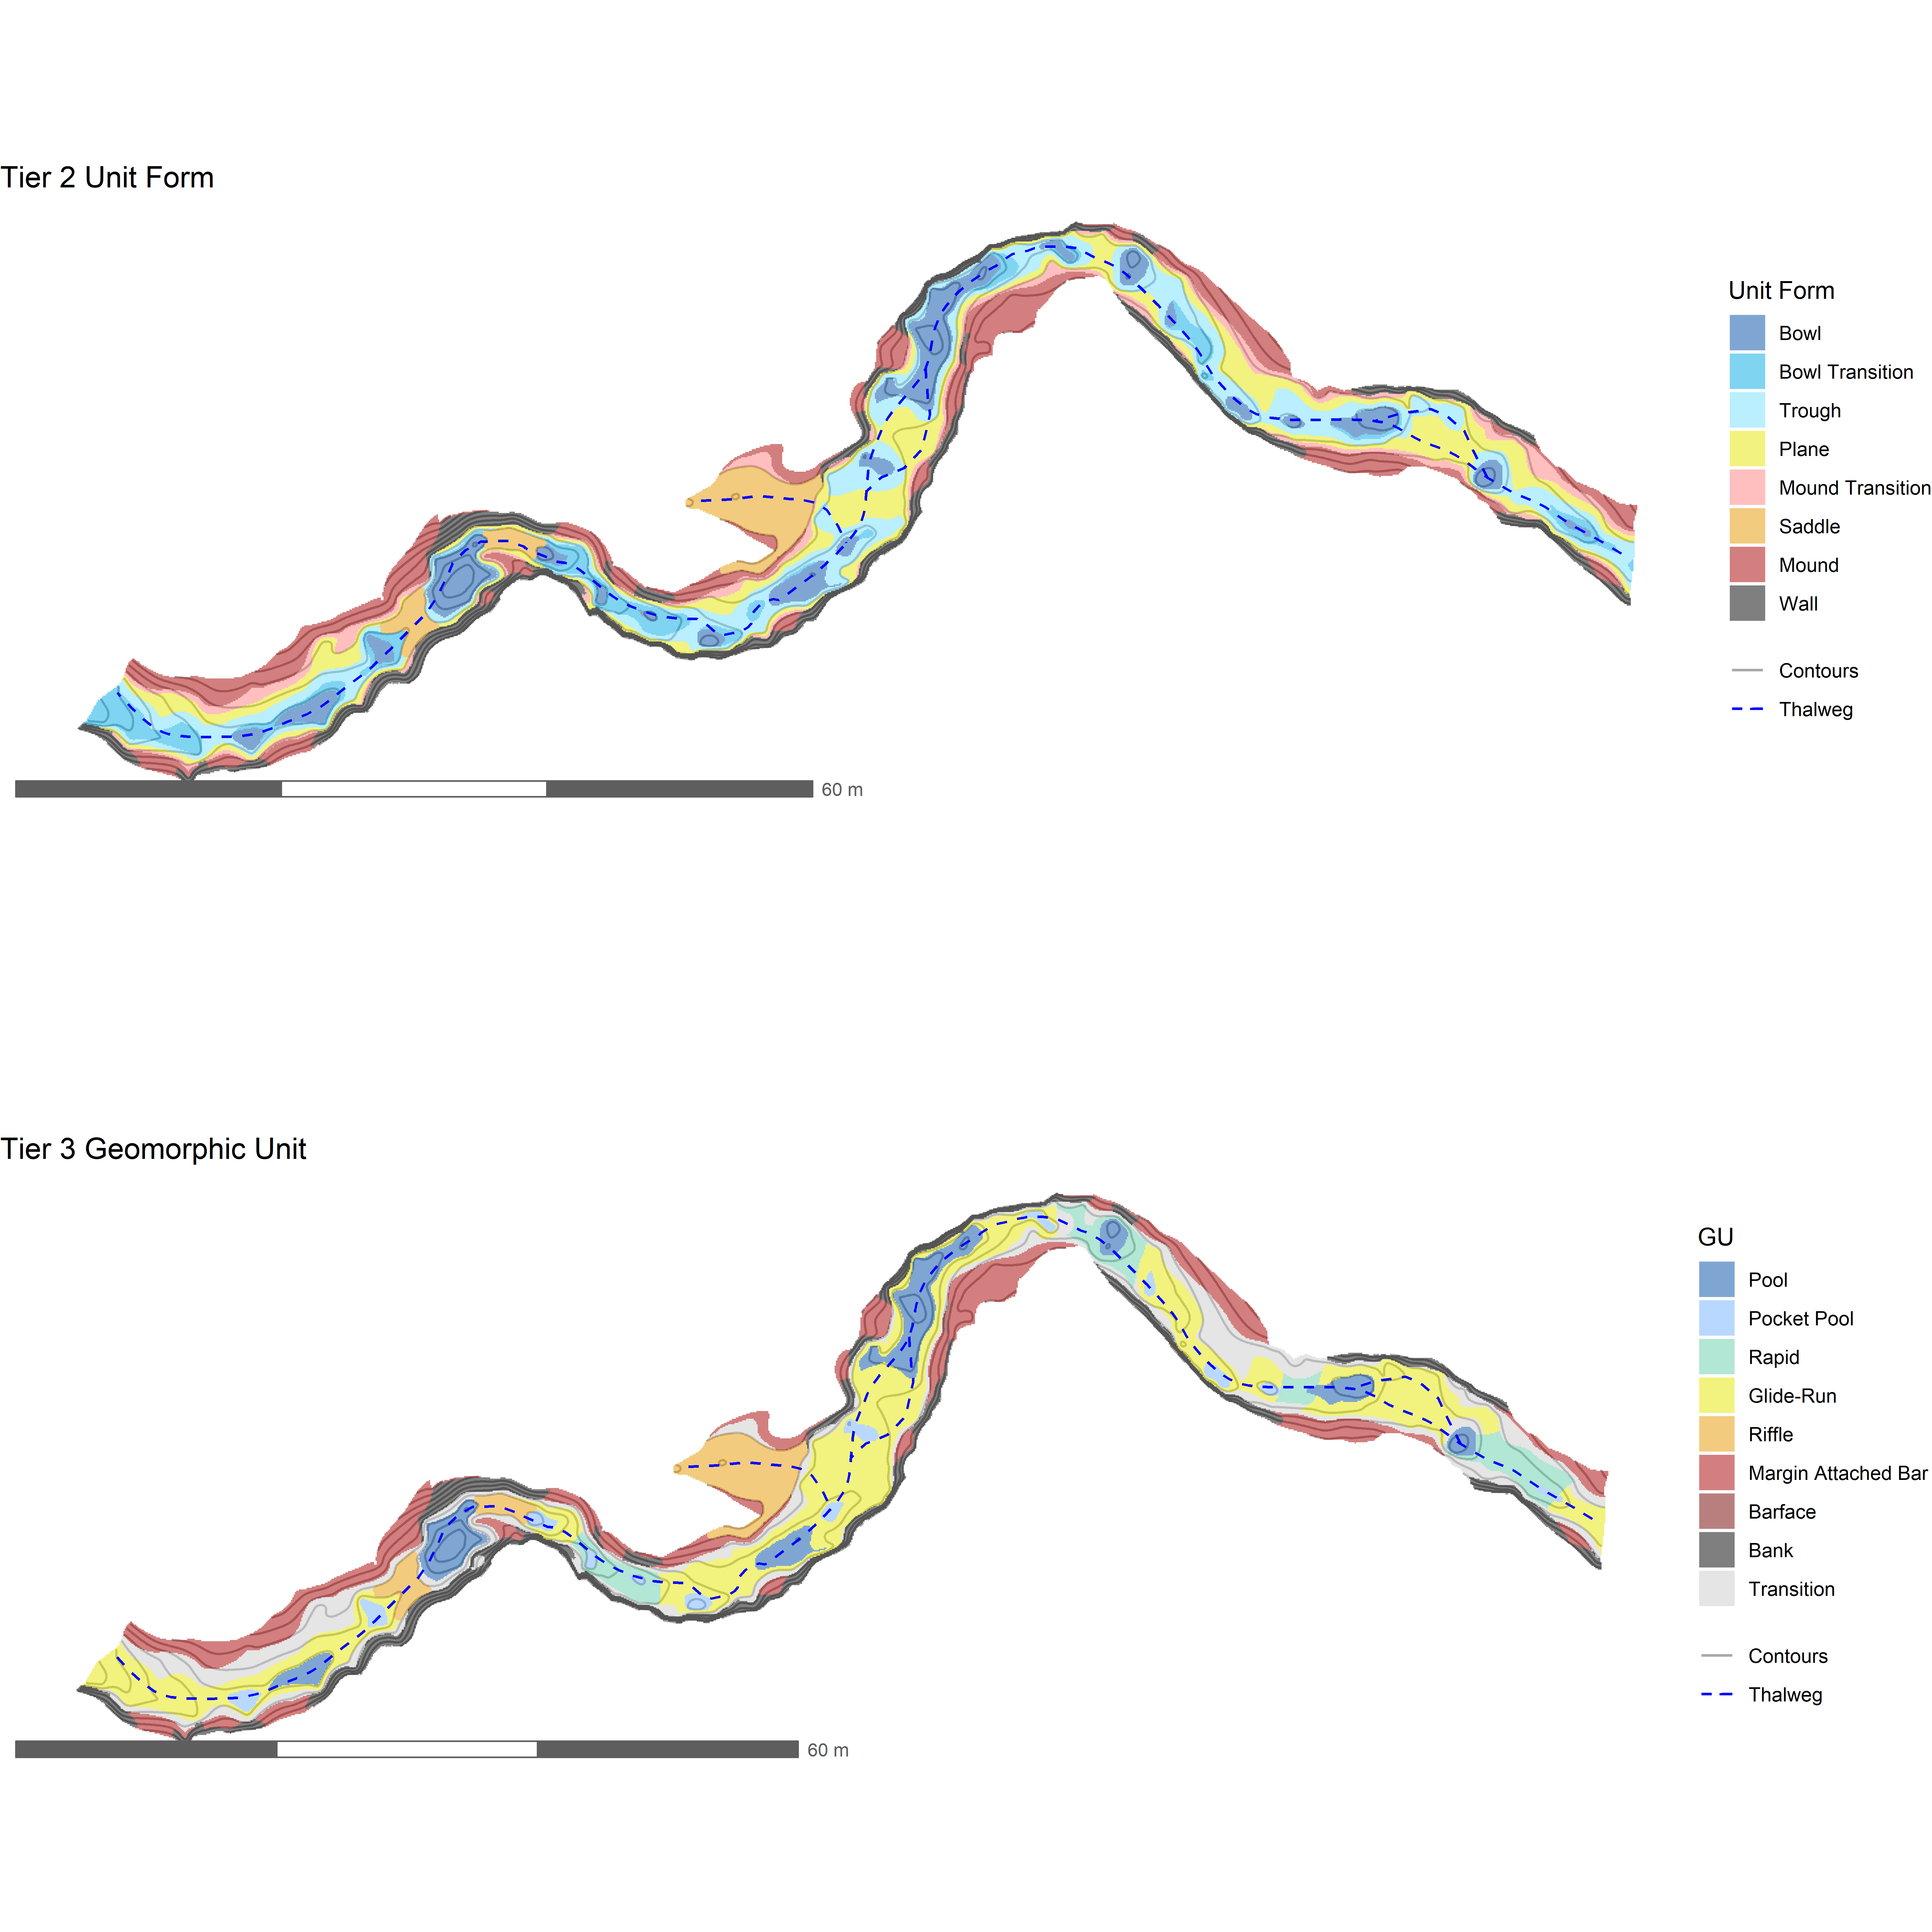 Tier 2 Unit Form
Unit Form
Bowl
Bowl Transition
Trough
Plane
Mound Transition
Saddle
Mound
Wall
Contours
Thalweg
60 m
Tier 3 Geomorphic Unit
GU
Pool
Pocket Pool
Rapid
Glide-Run
Riffle
Margin Attached Bar
Barface
Bank
Transition
Contours
Thalweg
60 m